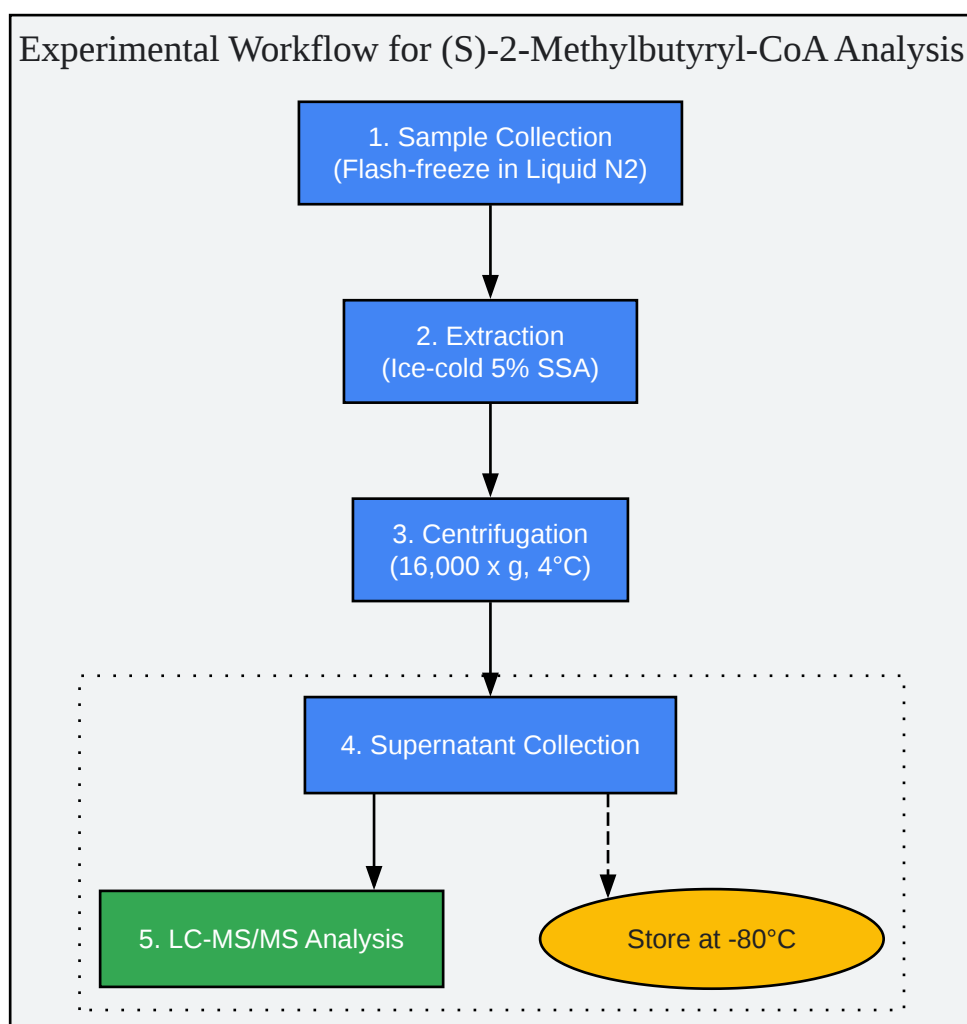 Experimental Workflow for (S)-2-Methylbutyryl-CoA Analysis
1. Sample Collection
(Flash-freeze in Liquid N2)
2. Extraction
(Ice-cold 5% SSA)
3. Centrifugation
(16,000 x g, 4°C)
4. Supernatant Collection
5. LC-MS/MS Analysis
Store at -80°C